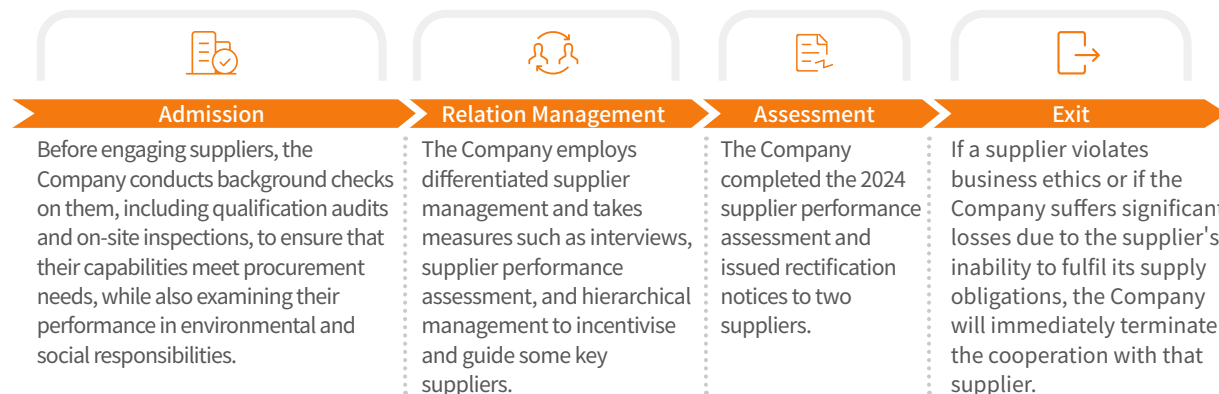 Admission
Before engaging suppliers, the
Company conducts background checks
on them, including qualification audits
and on-site inspections, to ensure that
their capabilities meet procurement
needs, while also examining their
performance in environmental and
social responsibilities.
Relation Management
The Company employs
differentiated supplier
management and takes
measures such as interviews,
supplier performance
assessment, and hierarchical
management to incentivise
and guide some key
suppliers.
Assessment
The Company
completed the 2024
supplier performance
assessment and
issued rectification
notices to two
suppliers.
Exit
If a supplier violates
business ethics or if the
Company suffers significant
losses due to the supplier's
inability to fulfil its supply
obligations, the Company
will immediately terminate
the cooperation with that
supplier.